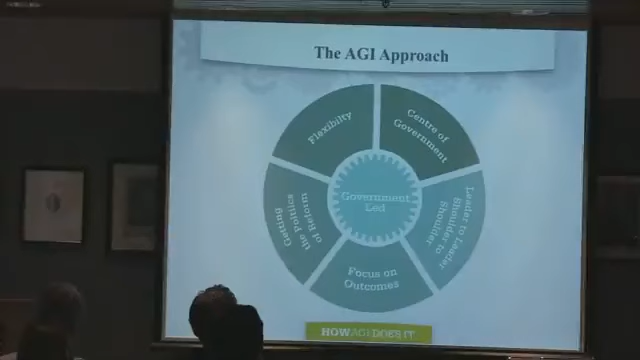 The AGI Approach
Flexibilty
Centre of
Government
Getting
the Politics
of Reform
Government
Led
Leader to Leader
Shoulder to
Shoulder
Focus on
Outcomes
HOW AGI DOES IT